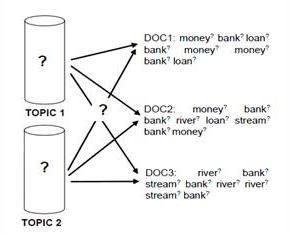 ?
TOPIC 1
?
?
TOPIC 2
DOC1: money? bank? loan?
bank? money? money?
bank? loan?
DOC2: money? bank?
bank? river? loan? stream?
bank? money?
DOC3: river? bank?
stream? bank? river? river?
stream? bank?